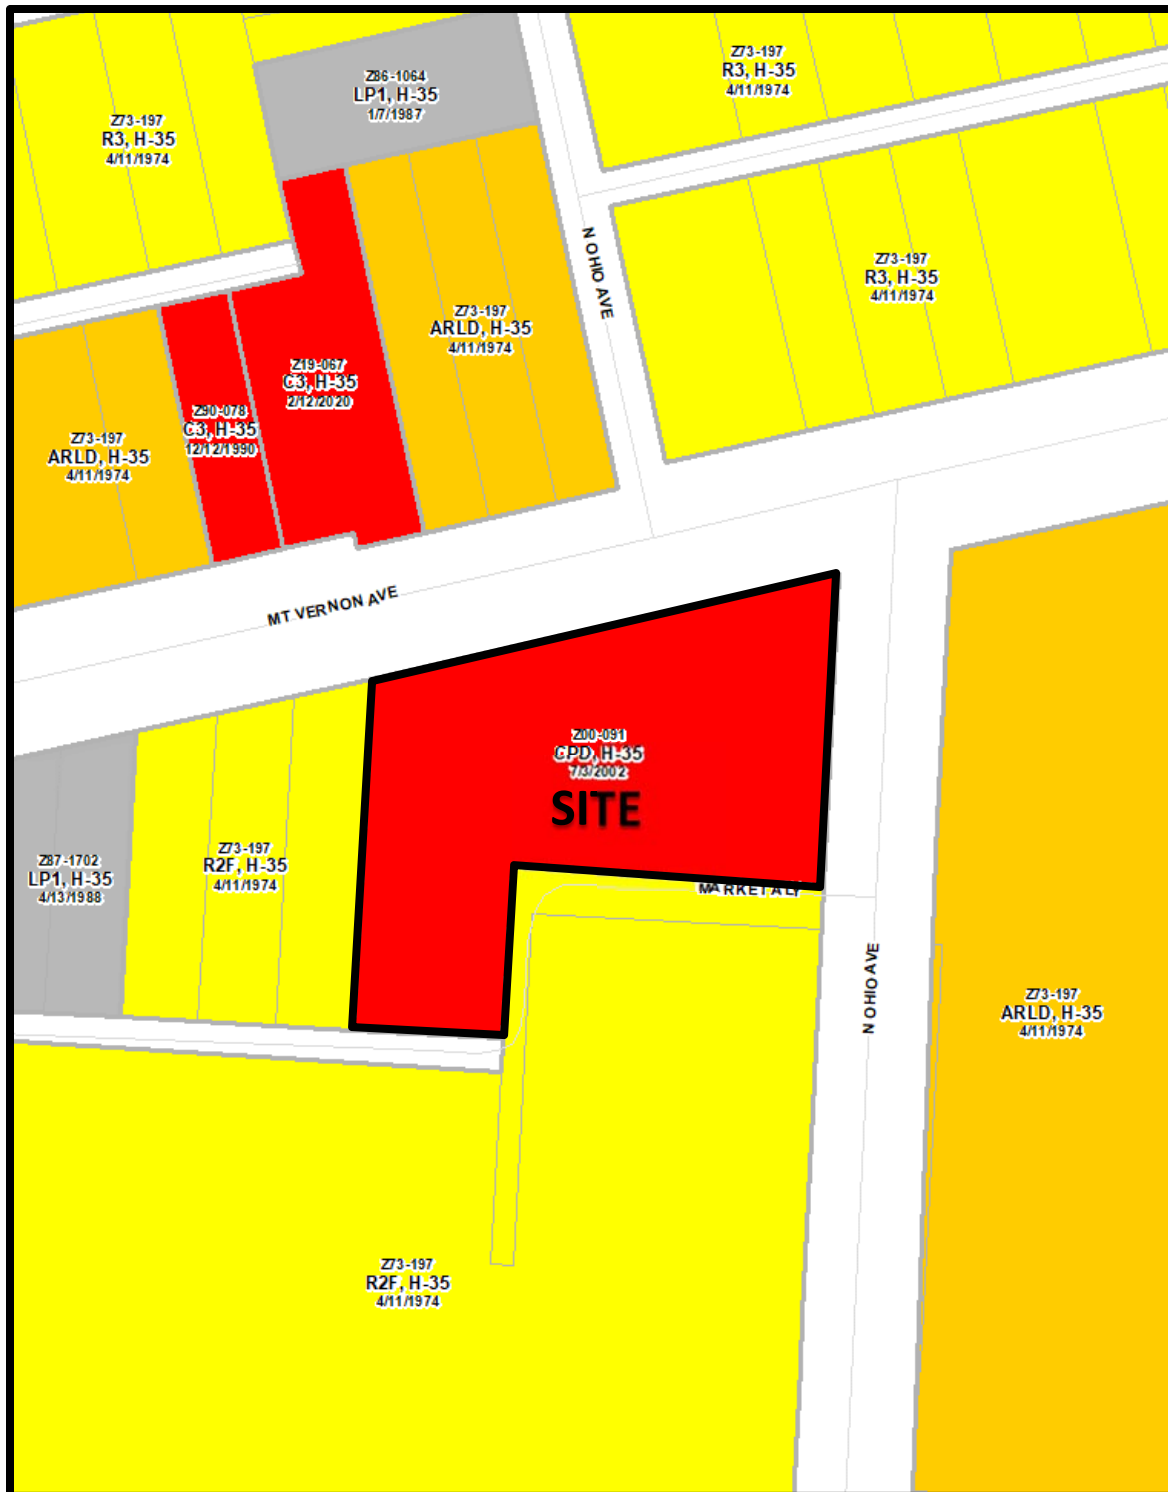 Z73-197
R3, H-35
4/11/1974
Z86-1064
LP1, H-35
1/7/1987
Z73-197
R3, H-35
4/11/1974
N OHIO AVE
Z73-197
R3, H-35
4/11/1974
Z73-197
ARLD, H-35
4/11/1974
Z19-067
C3, H-35
2/12/2020
Z90-078
C3, H-35
12/12/1990
Z73-197
ARLD, H-35
4/11/1974
MT VERNON AVE
Z00-091
CPD, H-35
7/3/2002
SITE
Z87-1702
LP1, H-35
4/13/1988
Z73-197
R2F, H-35
4/11/1974
MARKET ALY
N OHIO AVE
Z73-197
ARLD, H-35
4/11/1974
Z73-197
R2F, H-35
4/11/1974